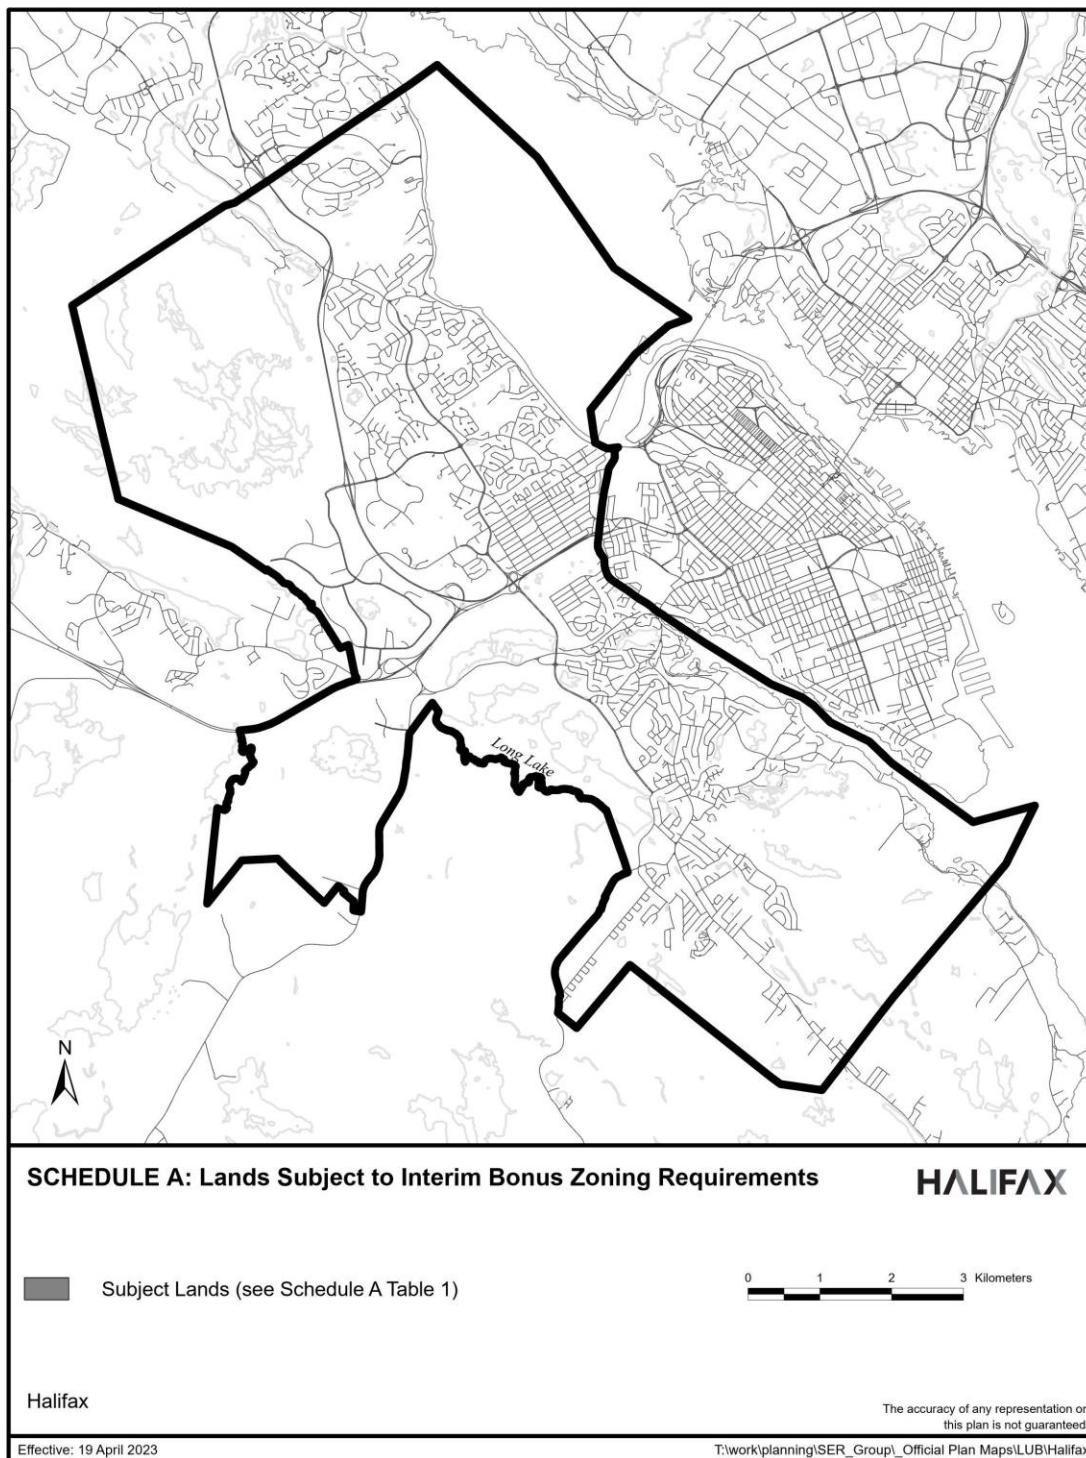 Long Lake
N
SCHEDULE A: Lands Subject to Interim Bonus Zoning Requirements
HALIFAX
Subject Lands (see Schedule A Table 1)
0 1 2 3 Kilometers
Halifax
The accuracy of any representation on
this plan is not guaranteed
Effective: 19 April 2023
T:\work\planning\SER_Group\_Official Plan Maps\LUB\Halifax